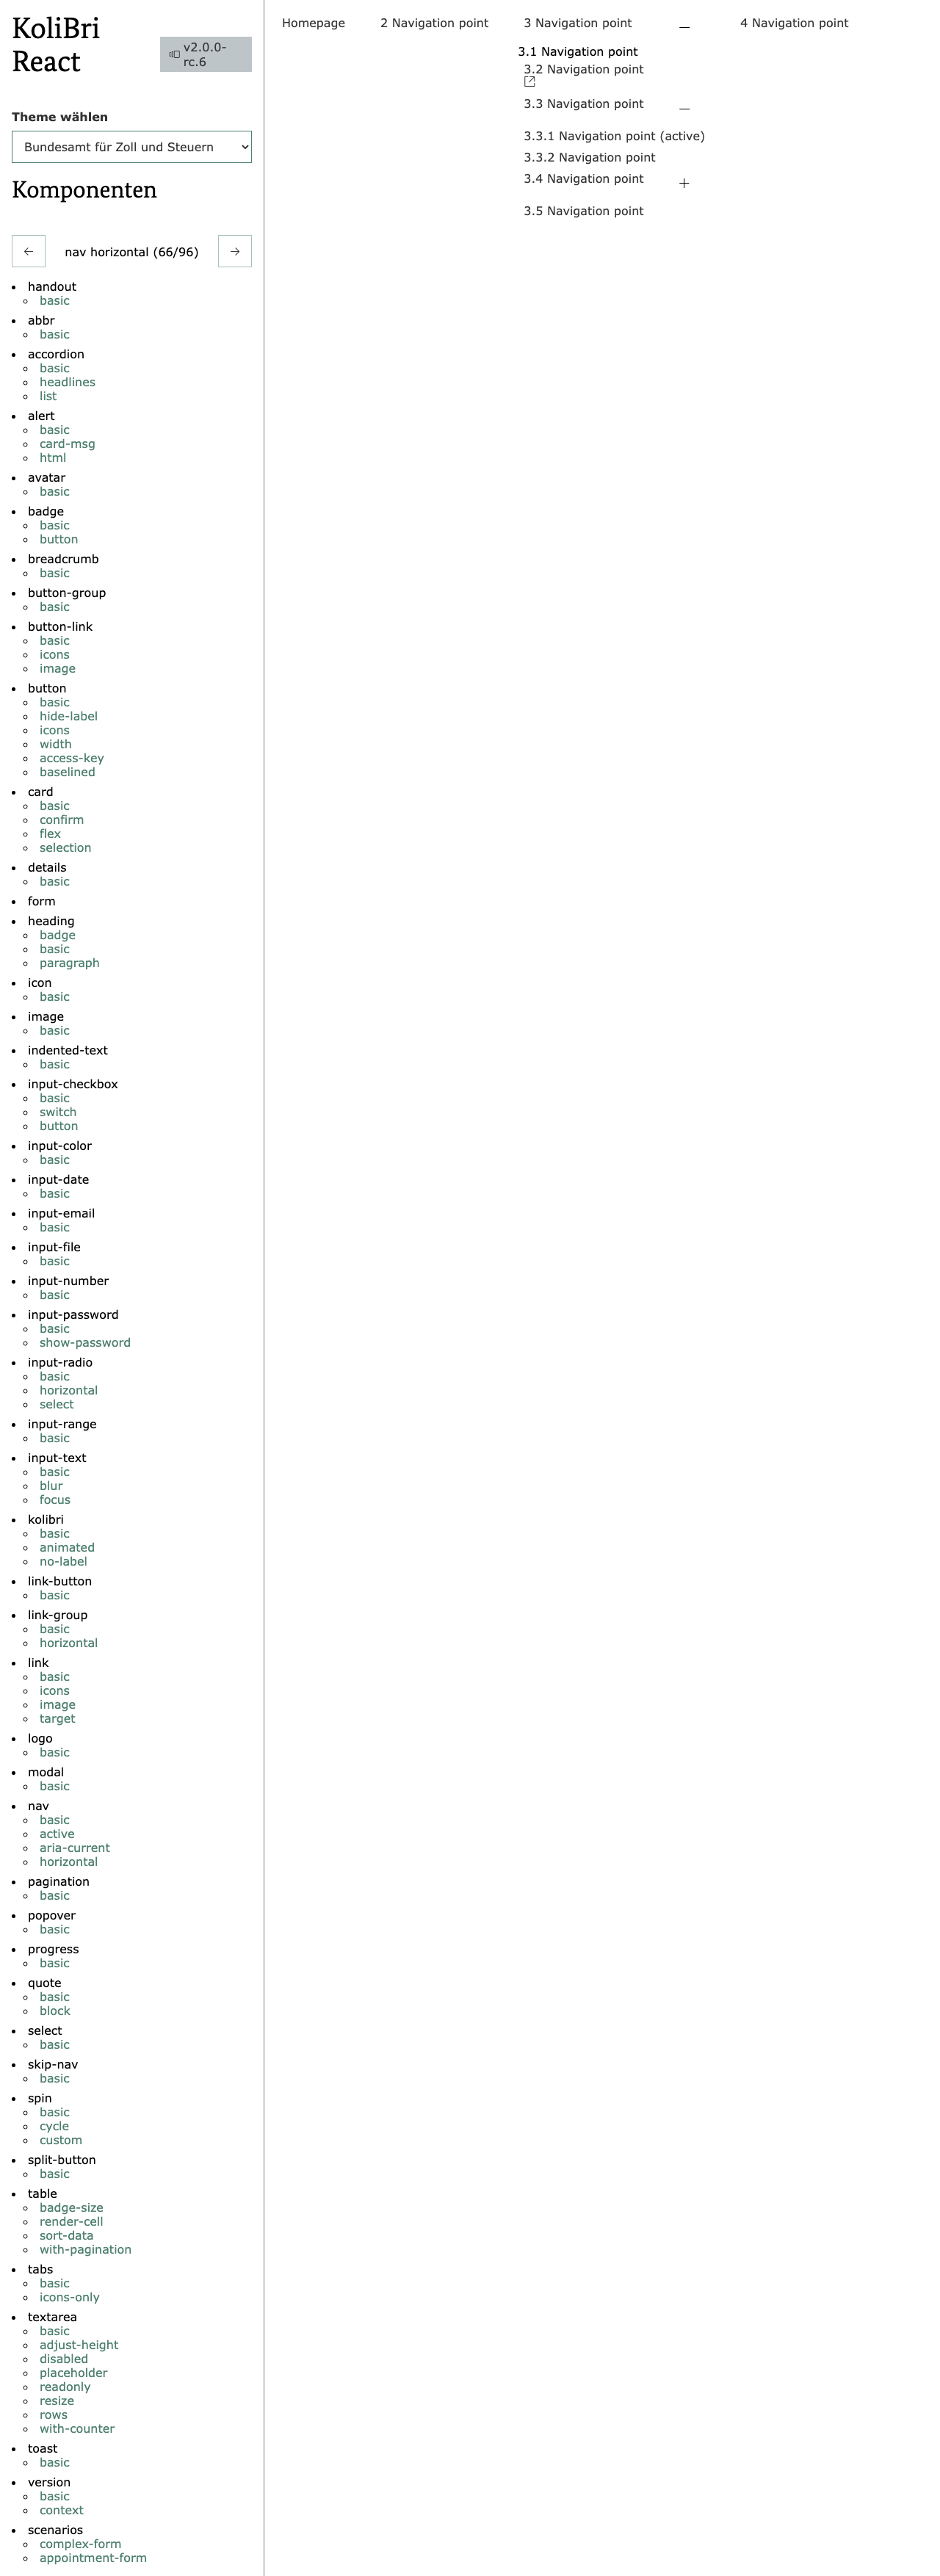 KoliBri
React
v2.0.0-
rc.6
Theme wählen
Bundesamt für Zoll und Steuern
Komponenten
nav horizontal (66/96)
handout
basic
abbr
basic
accordion
basic
headlines
list
alert
basic
card-msg
html
avatar
basic
badge
basic
button
breadcrumb
basic
button-group
basic
button-link
basic
icons
image
button
basic
hide-label
icons
width
access-key
baselined
card
basic
confirm
flex
selection
details
basic
form
heading
badge
basic
paragraph
icon
basic
image
basic
indented-text
basic
input-checkbox
basic
switch
button
input-color
basic
input-date
basic
input-email
basic
input-file
basic
input-number
basic
input-password
basic
show-password
input-radio
basic
horizontal
select
input-range
basic
input-text
basic
blur
focus
kolibri
basic
animated
no-label
link-button
basic
link-group
basic
horizontal
link
basic
icons
image
target
logo
basic
modal
basic
nav
basic
active
aria-current
horizontal
pagination
basic
popover
basic
progress
basic
quote
basic
block
select
basic
skip-nav
basic
spin
basic
cycle
custom
split-button
basic
table
badge-size
render-cell
sort-data
with-pagination
tabs
basic
icons-only
textarea
basic
adjust-height
disabled
placeholder
readonly
resize
rows
with-counter
toast
basic
version
basic
context
scenarios
complex-form
appointment-form
Homepage 2 Navigation point 3 Navigation point 4 Navigation point
3.1 Navigation point
3.2 Navigation point
3.3 Navigation point
3.3.1 Navigation point (active)
3.3.2 Navigation point
3.4 Navigation point
3.5 Navigation point